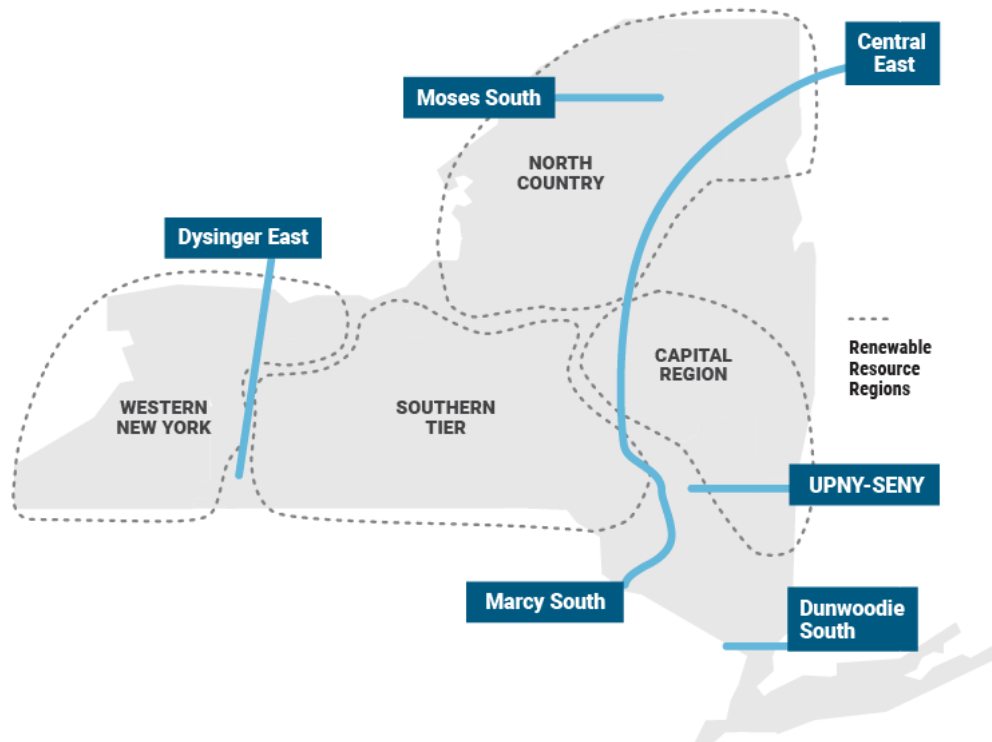 Central
East
Moses South
NORTH
COUNTRY
Dysinger East
Renewable
Resource
Regions
CAPITAL
REGION
WESTERN
NEW YORK
SOUTHERN
TIER
UPNY-SENY
Marcy South
Dunwoodie
South